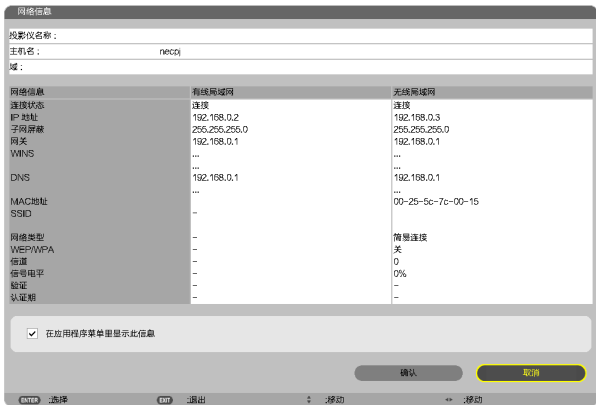 网络信息
投影仪名称：
主机名： necpj
域：
网络信息 有线局域网 无线局域网
连接状态 连接 连接
IP 地址 192.168.0.2 192.168.0.3
子网屏蔽 255.255.255.0 255.255.255.0
网关 192.168.0.1 192.168.0.1
WINS ... ...
... ...
DNS 192.168.0.1 192.168.0.1
... ...
MAC地址 00-25-5c-7c-00-15
SSID -
网络类型 - 简易连接
WEP/WPA - 关
信道 - 0
信号电平 - 0%
验证 - -
认证期 - -
在应用程序菜单里显示此信息
确认 取消
ENTER :选择 EXIT :退出 :移动 :移动